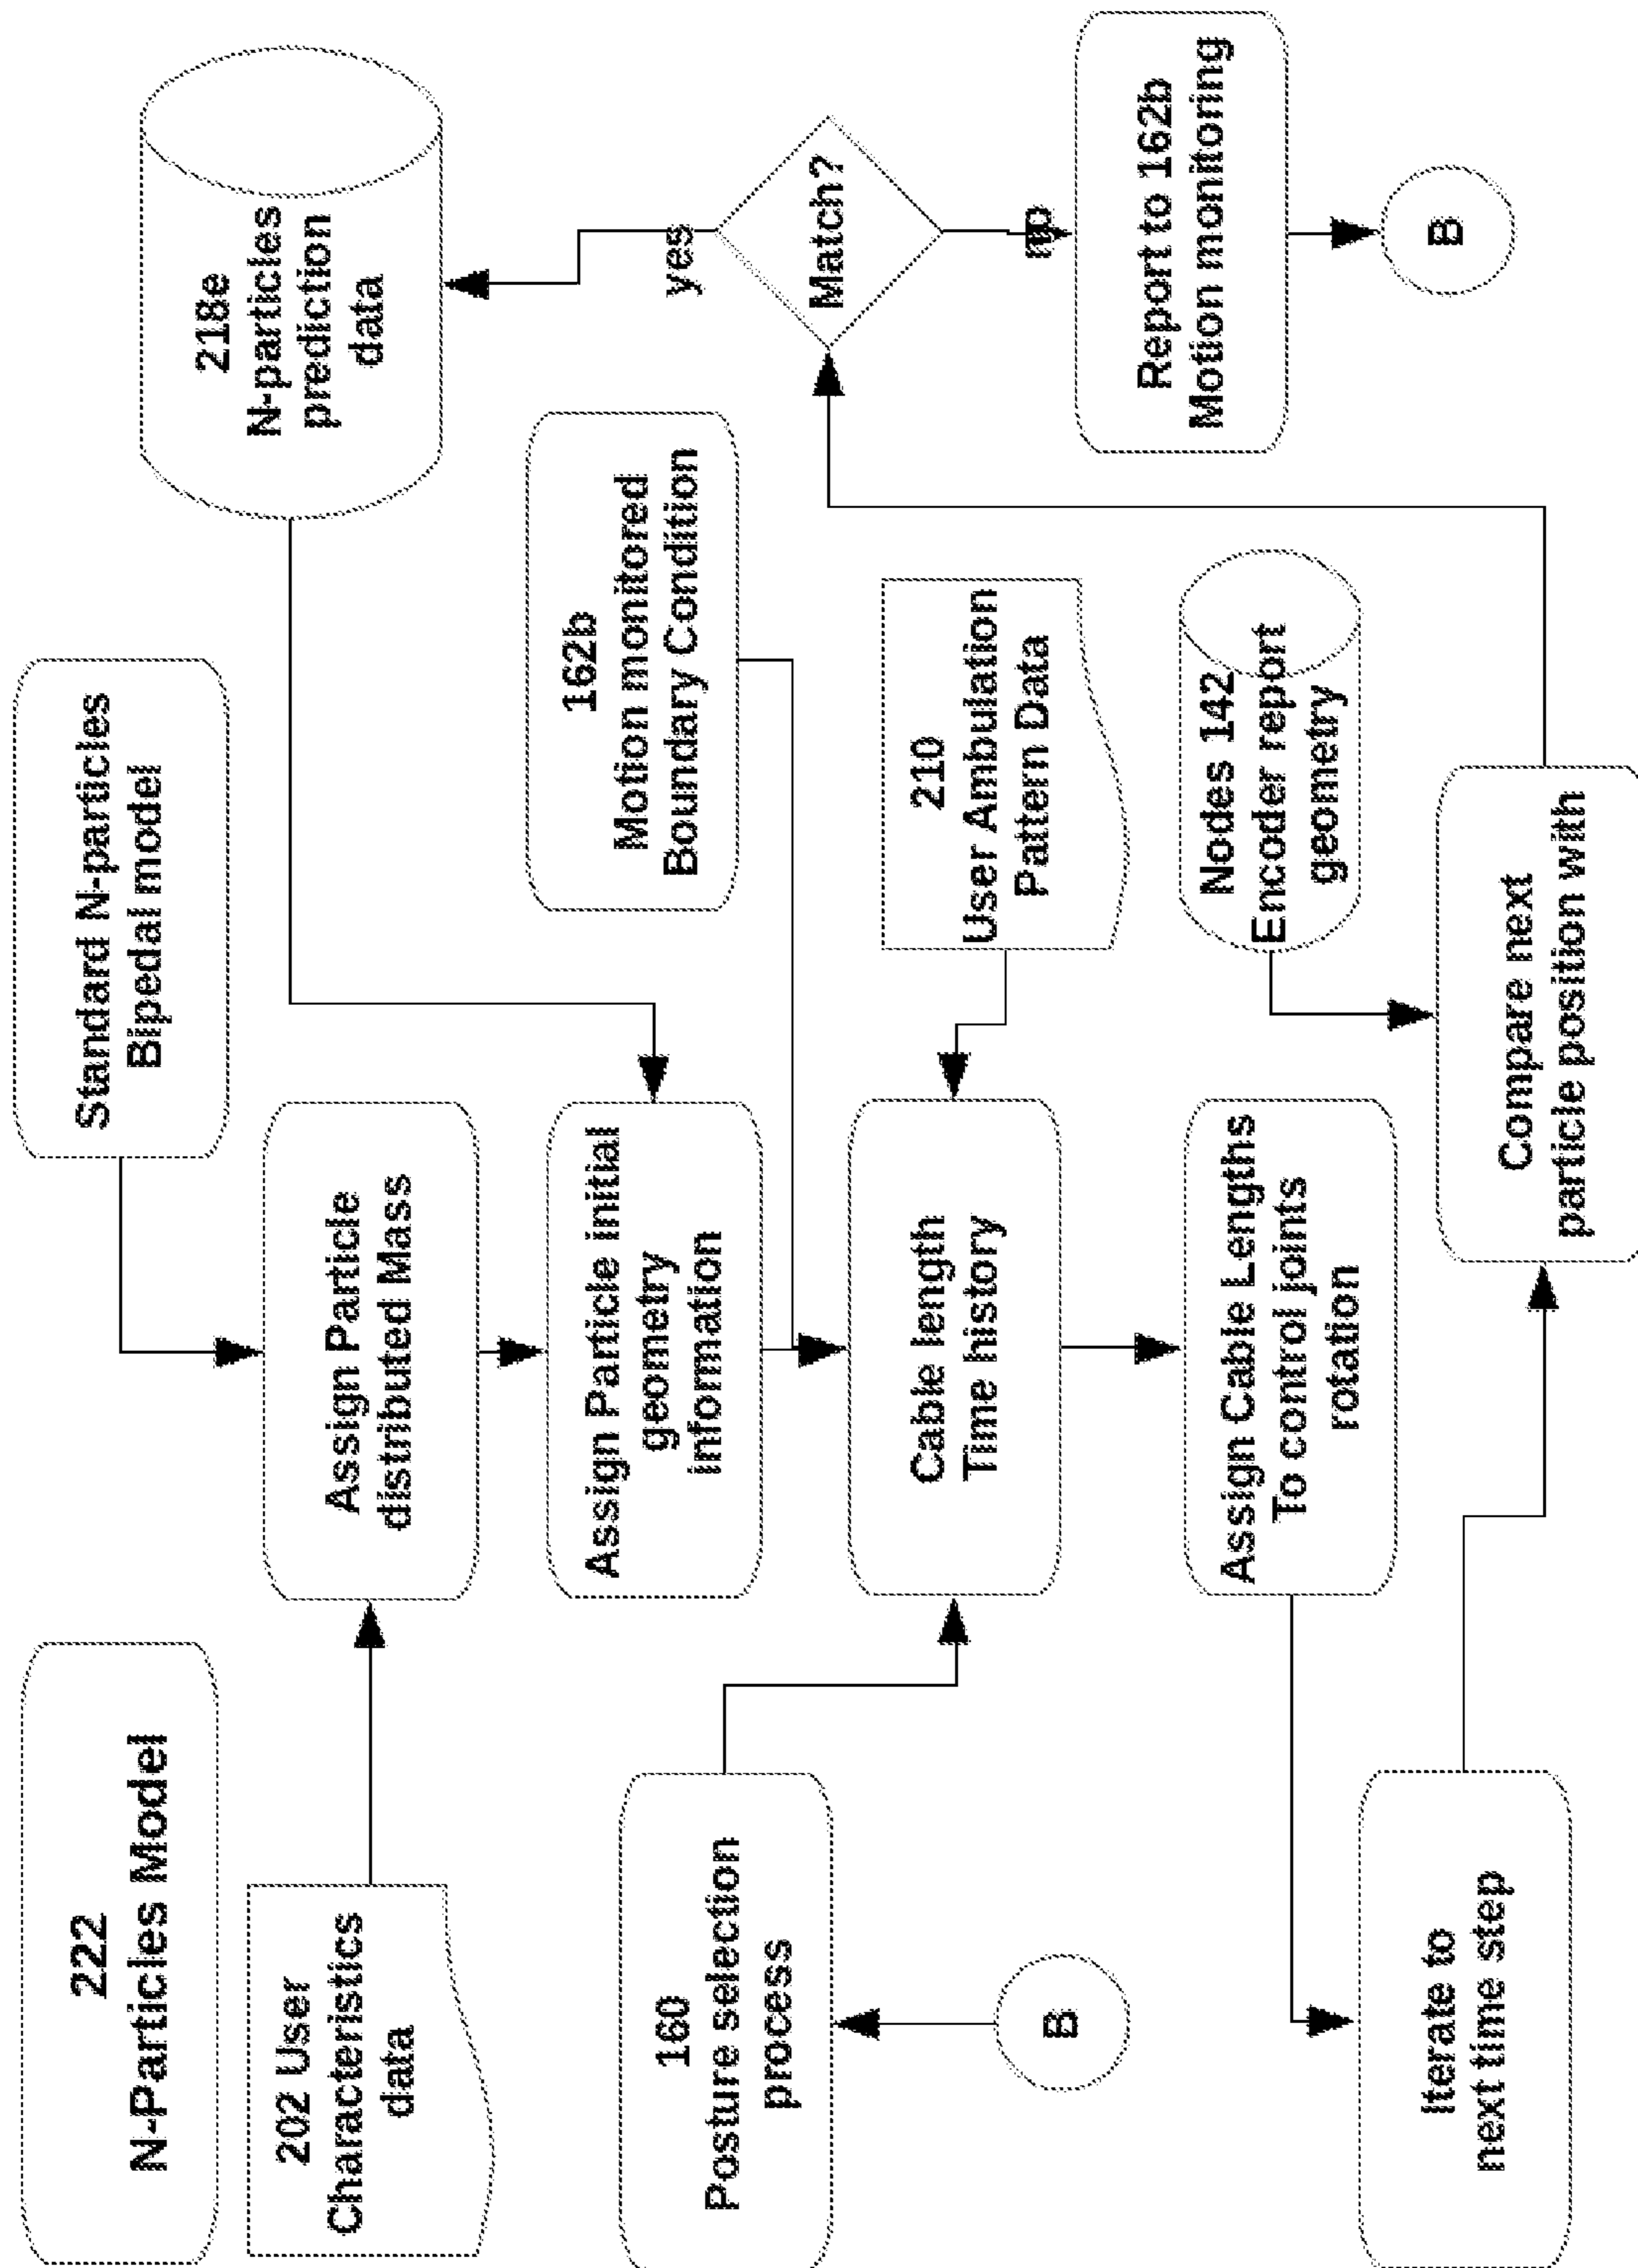 222
N-Particles Model
Standard N-particles
Bipedal model
202 User
Characteristics
data
Assign Particle
distributed Mass
218e
N-particles
prediction
data
Assign Particle initial
geometry
information
162b
Motion monitored
Boundary Condition
160
Posture selection
process
Cable length
Time history
210
User Ambulation
Pattern Data
yes
Match?
no
B
Assign Cable Lengths
To control joints
rotation
Nodes 142
Encoder report
geometry
Report to 162b
Motion monitoring
Iterate to
next time step
Compare next
particle position with
B